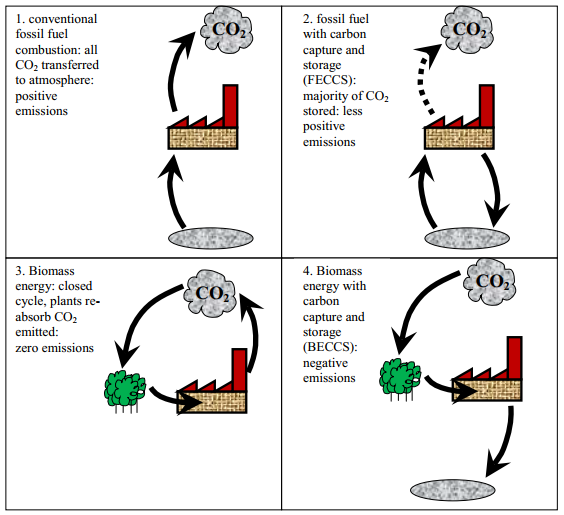 1. conventional
fossil fuel
combustion: all
CO₂ transferred
to atmosphere:
positive
emissions
CO₂
2. fossil fuel
with carbon
capture and
storage
(FECCS):
majority of CO₂
stored: less
positive
emissions
CO₂
3. Biomass
energy: closed
cycle, plants re-
absorb CO₂
emitted:
zero emissions
CO₂
4. Biomass
energy with
carbon
capture and
storage
(BECCS):
negative
emissions
CO₂